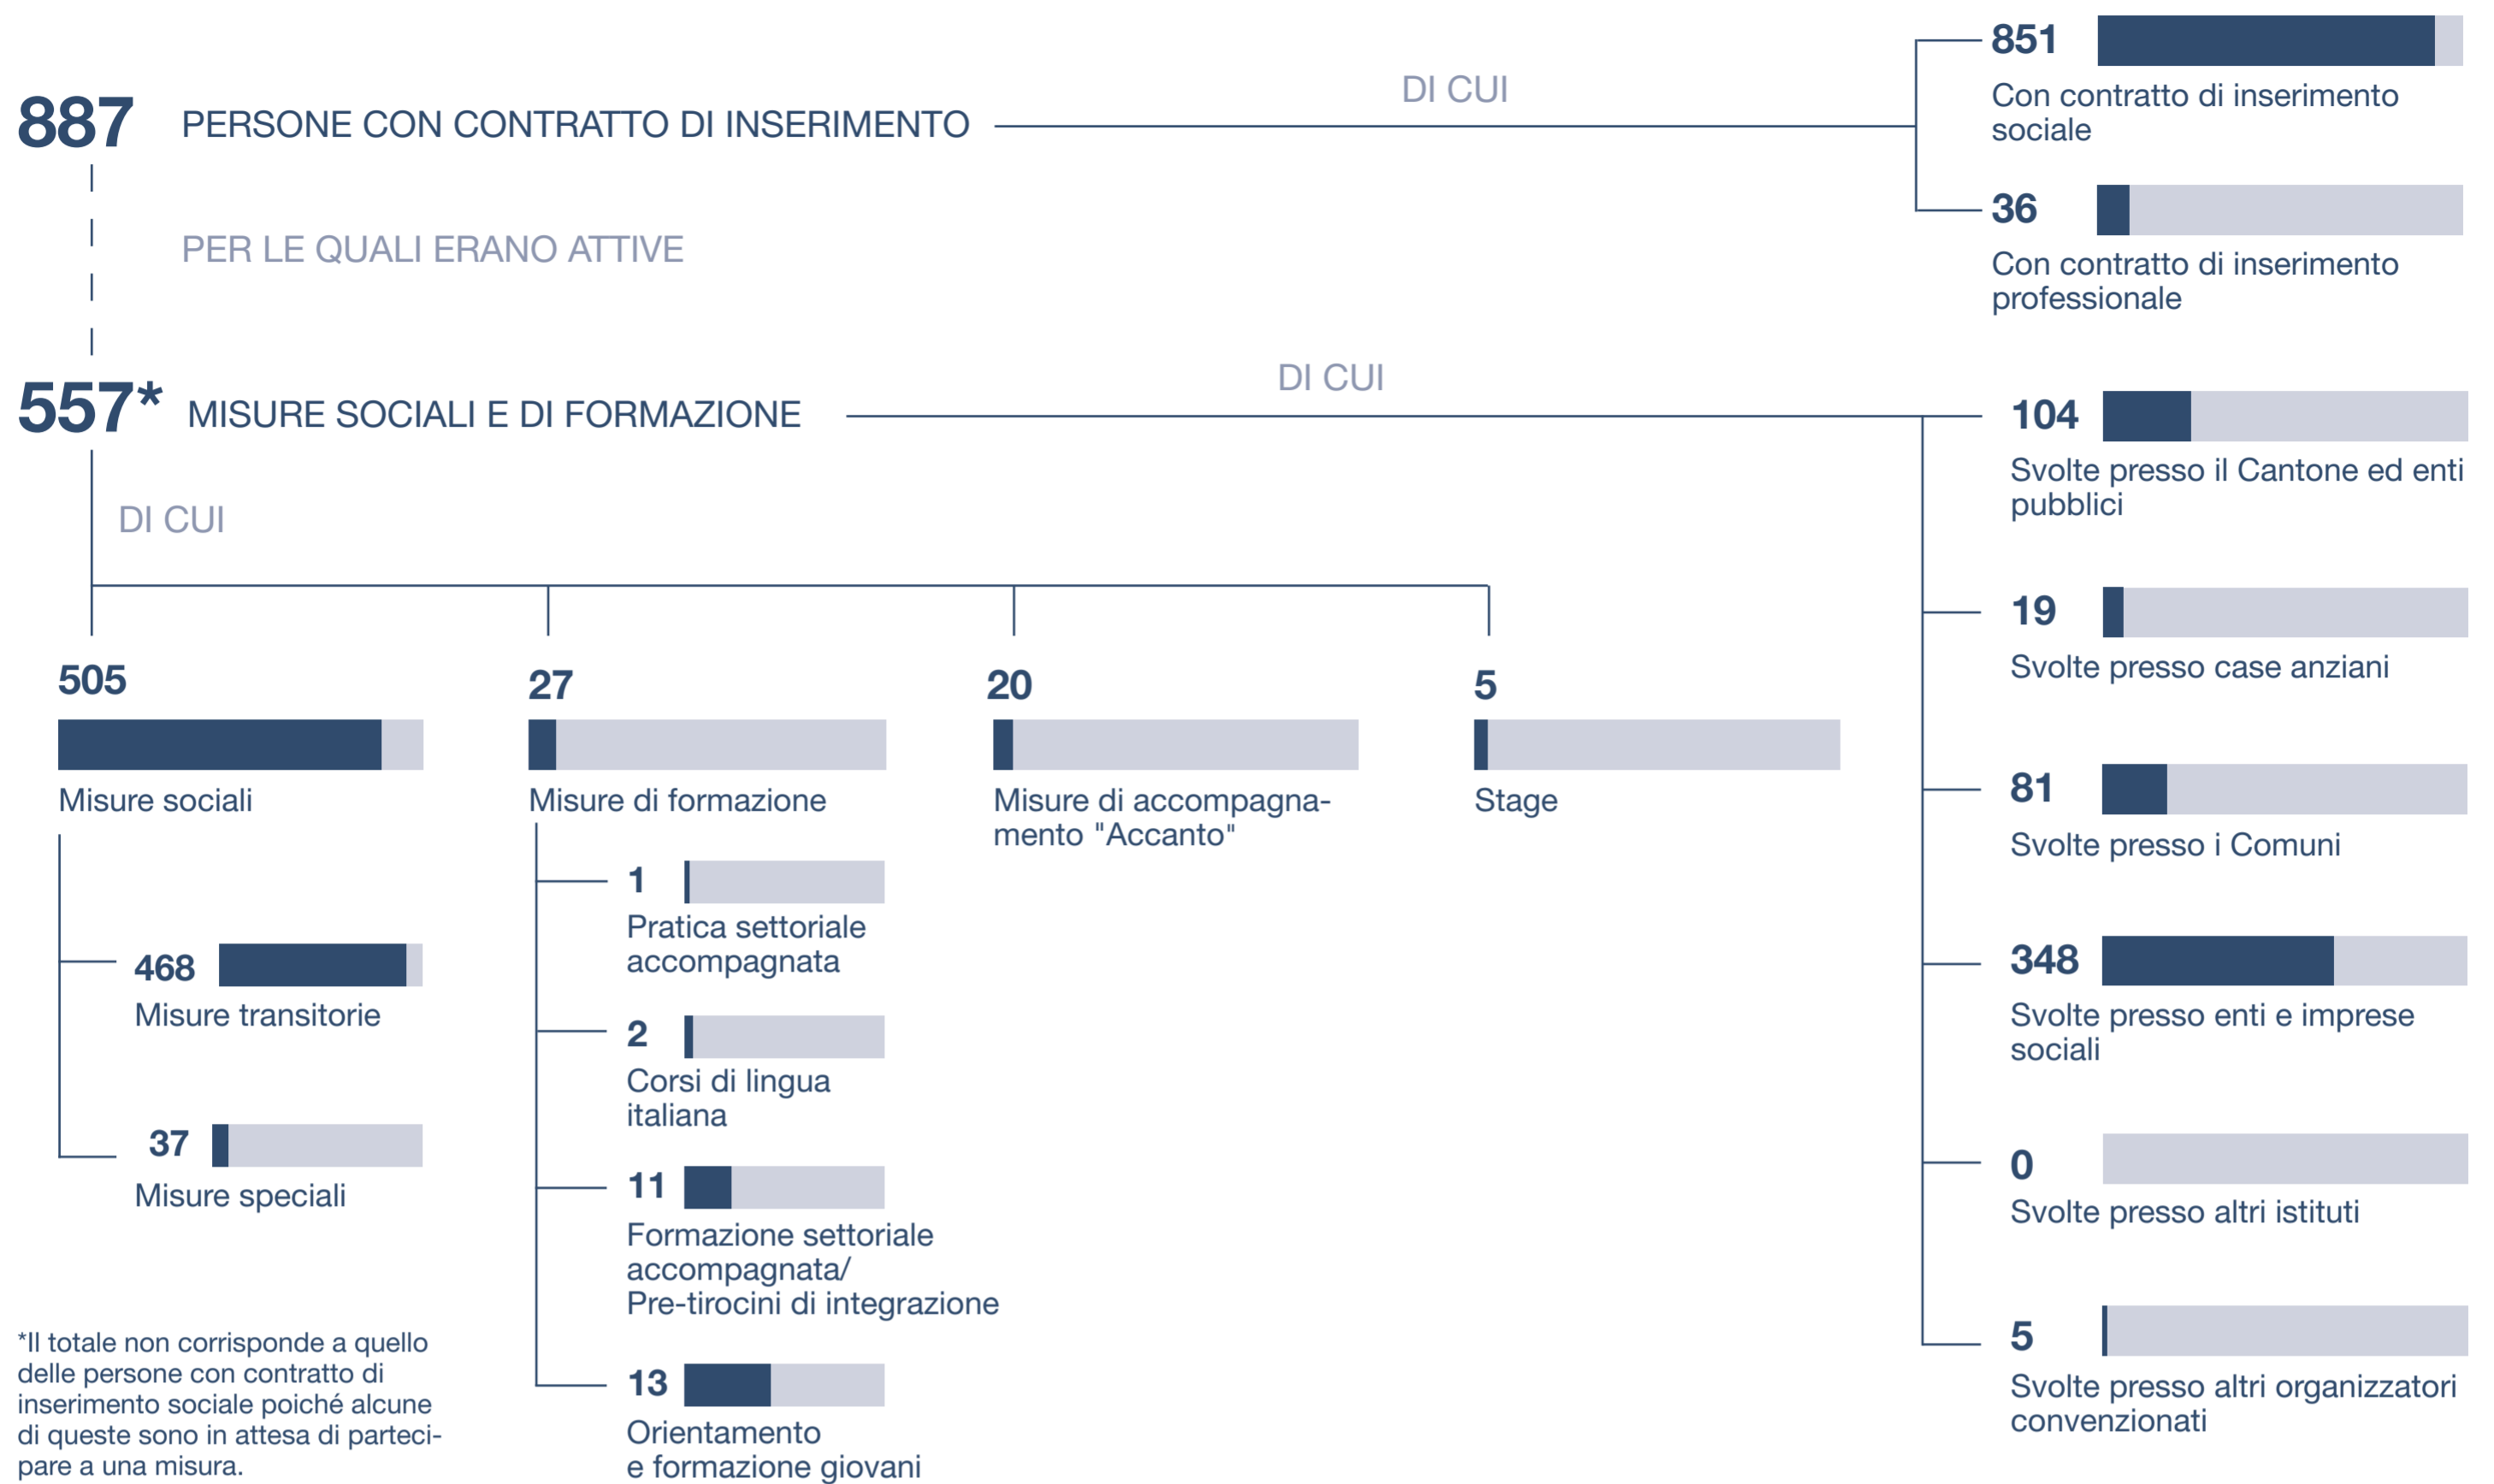 887 PERSONE CON CONTRATTO DI INSERIMENTO
DI CUI
851
Con contratto di inserimento
sociale
36
Con contratto di inserimento
professionale
PER LE QUALI ERANO ATTIVE
557* MISURE SOCIALI E DI FORMAZIONE
DI CUI
104
Svolte presso il Cantone ed enti
pubblici
19
Svolte presso case anziani
81
Svolte presso i Comuni
348
Svolte presso enti e imprese
sociali
0
Svolte presso altri istituti
5
Svolte presso altri organizzatori
convenzionati
DI CUI
505
Misure sociali
468
Misure transitorie
37
Misure speciali
27
Misure di formazione
1
Pratica settoriale
accompagnata
2
Corsi di lingua
italiana
11
Formazione settoriale
accompagnata/
Pre-tirocini di integrazione
13
Orientamento
e formazione giovani
20
Misure di accompagna-
mento "Accanto"
5
Stage
*Il totale non corrisponde a quello
delle persone con contratto di
inserimento sociale poiché alcune
di queste sono in attesa di parteci-
pare a una misura.